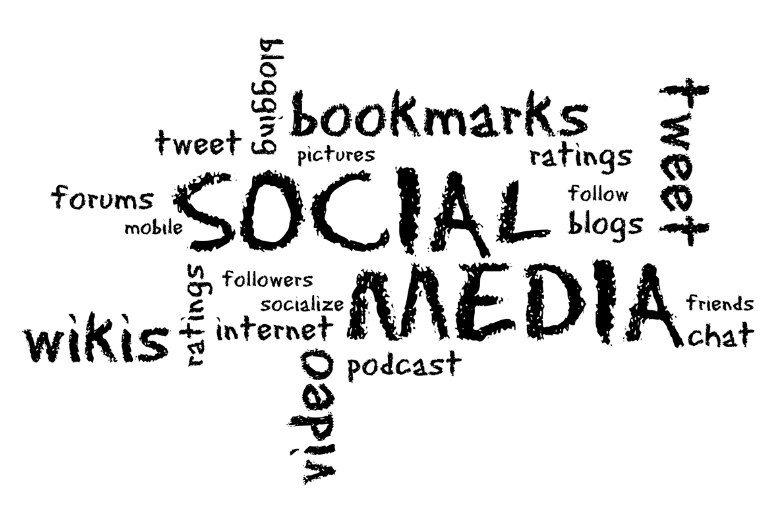 blogging
bookmarks
tweet
tweet
pictures
ratings
forums
SOCIAL
follow
mobile
blogs
ratings
followers
MEDIA
socialize
friends
wikis
internet
chat
video
podcast